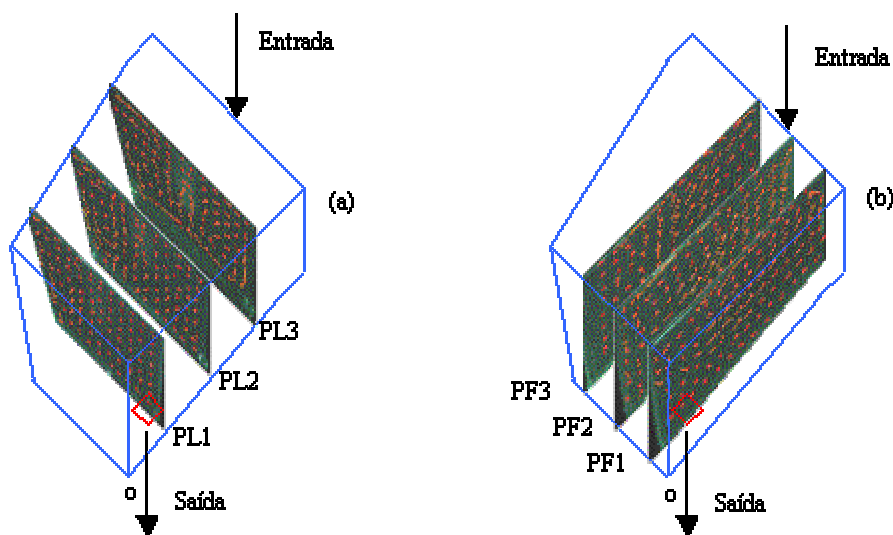 Entrada
(a)
PL3
PL2
PL1
o
Saída
Entrada
(b)
PF3
PF2
PF1
o
Saída